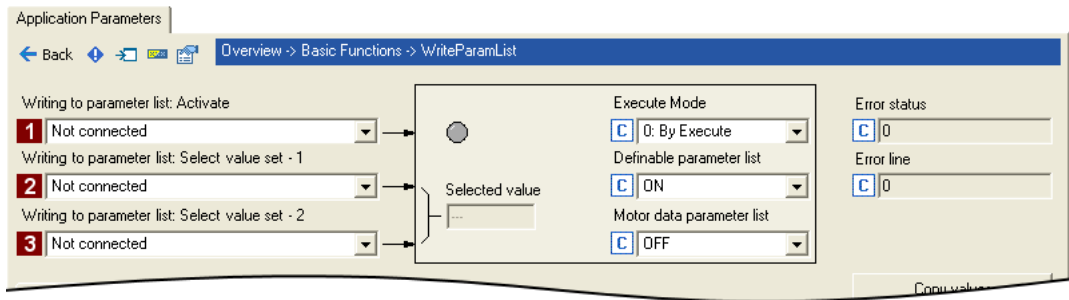 Application Parameters
Back Overview -> Basic Functions -> WriteParamList
Writing to parameter list: Activate
1 Not connected
Writing to parameter list: Select value set - 1
2 Not connected
Writing to parameter list: Select value set - 2
3 Not connected
Selected value
---
Execute Mode
C 0: By Execute
Definable parameter list
C ON
Motor data parameter list
C OFF
Error status
C 0
Error line
C 0
Copy